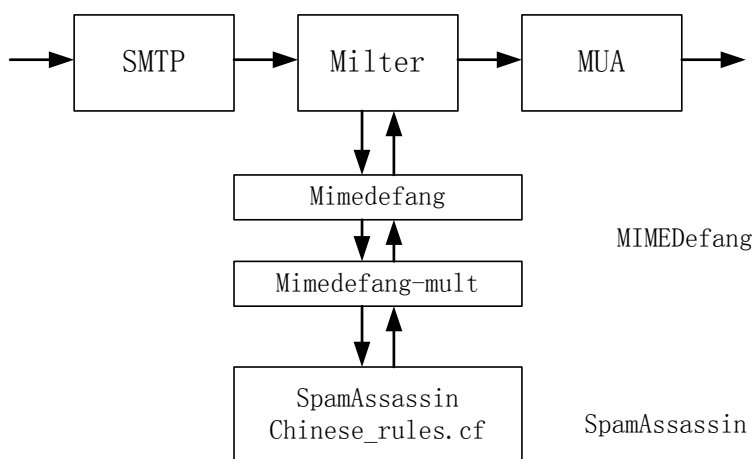 SMTP
Milter
MUA
Mimedefang
MIMEDefang
Mimedefang-mult
SpamAssassin
Chinese_rules.cf
SpamAssassin